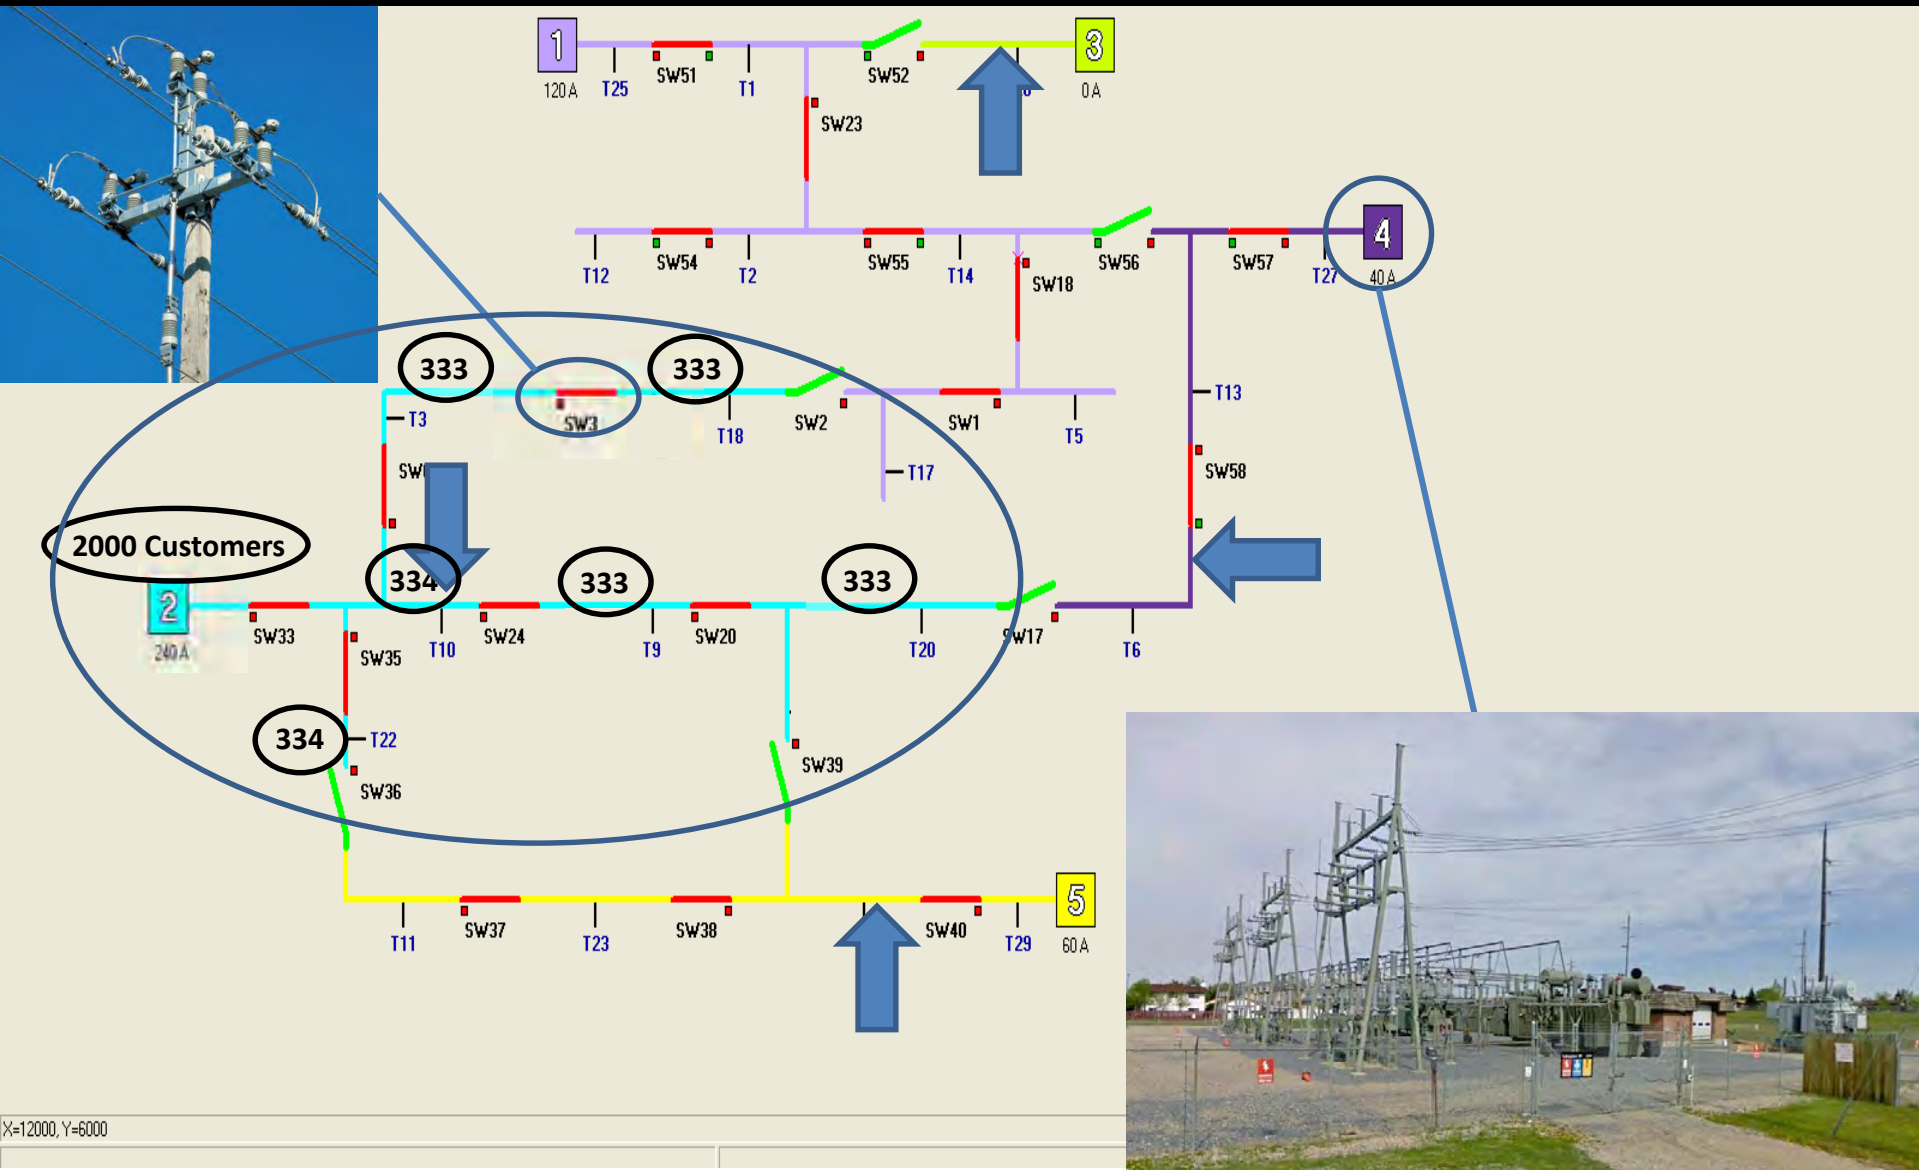 1
3
SW51
SW52
120 A
T25
T1
0 A
SW23
4
T12
SW54
T2
SW55
T14
SW56
SW57
T27
40 A
SW18
333
333
T3
SW3
T18
SW2
SW1
T5
T13
T17
SW58
2000 Customers
334
333
333
2
SW33
SW35
T10
SW24
T9
SW20
T20
SW17
T6
240 A
334
T22
SW36
SW39
5
T11
SW37
T23
SW38
SW40
T29
60 A
X=12000, Y=6000